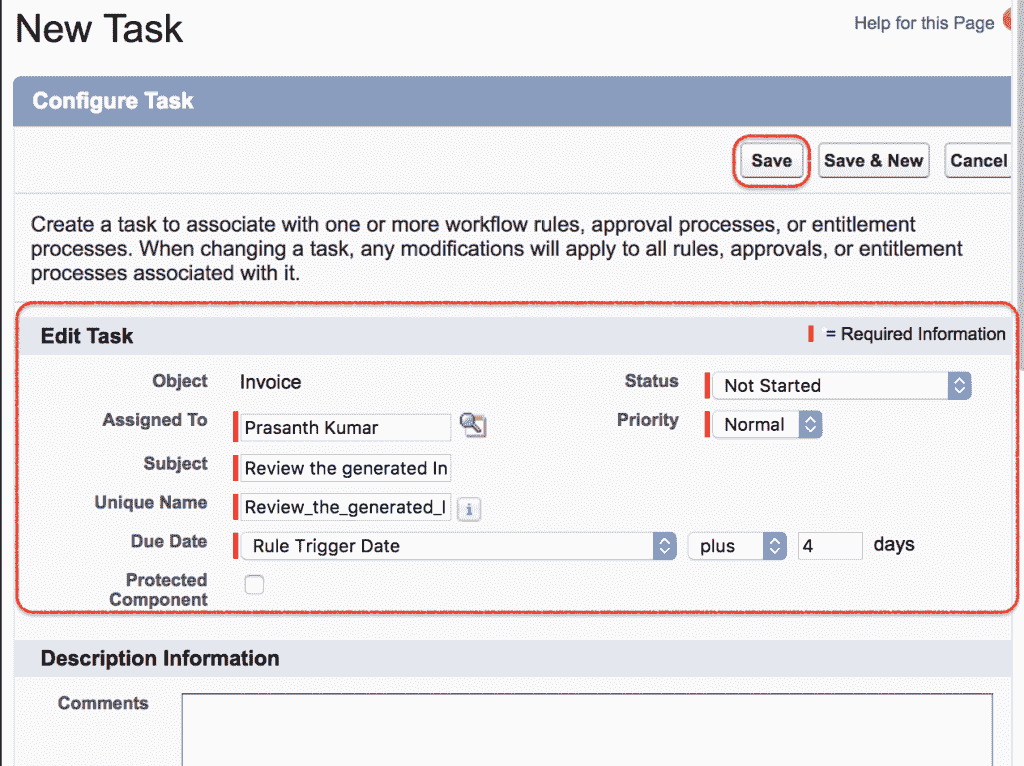 New Task
Help for this Page
Configure Task
Save
Save & New
Cancel
Create a task to associate with one or more workflow rules, approval processes, or entitlement
processes. When changing a task, any modifications will apply to all rules, approvals, or entitlement
processes associated with it.
Edit Task
= Required Information
Object Invoice
Status Not Started
Assigned To Prasanth Kumar
Priority Normal
Subject Review the generated In
Unique Name Review_the_generated_I
i
Due Date Rule Trigger Date plus 4 days
Protected
Component
Description Information
Comments